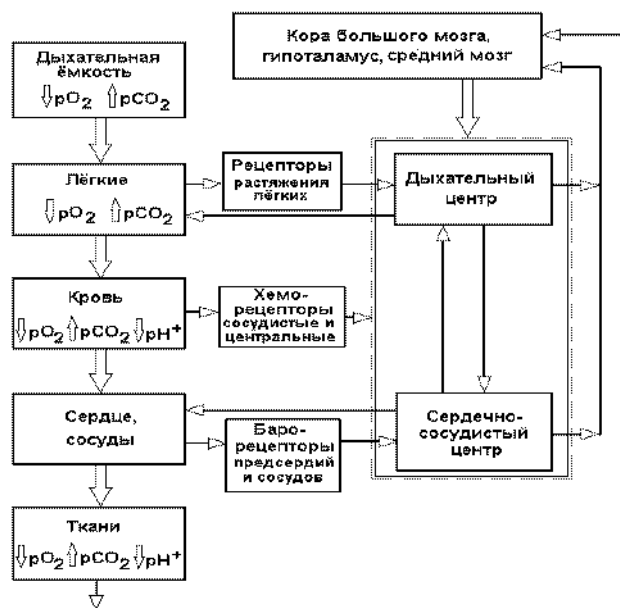 Дыхательная
ёмкость
⇩pO₂ ⇧pCO₂
Кора большого мозга,
гипоталамус, средний мозг
Лёгкие
⇩pO₂ ⇧pCO₂
Рецепторы
растяжения
лёгких
Дыхательный
центр
Кровь
⇩pO₂⇧pCO₂⇩pH⁺
Хемо-
рецепторы
сосудистые и
центральные
Сердце,
сосуды
Баро-
рецепторы
предсердий
и сосудов
Сердечно-
сосудистый
центр
Ткани
⇩pO₂⇧pCO₂⇩pH⁺